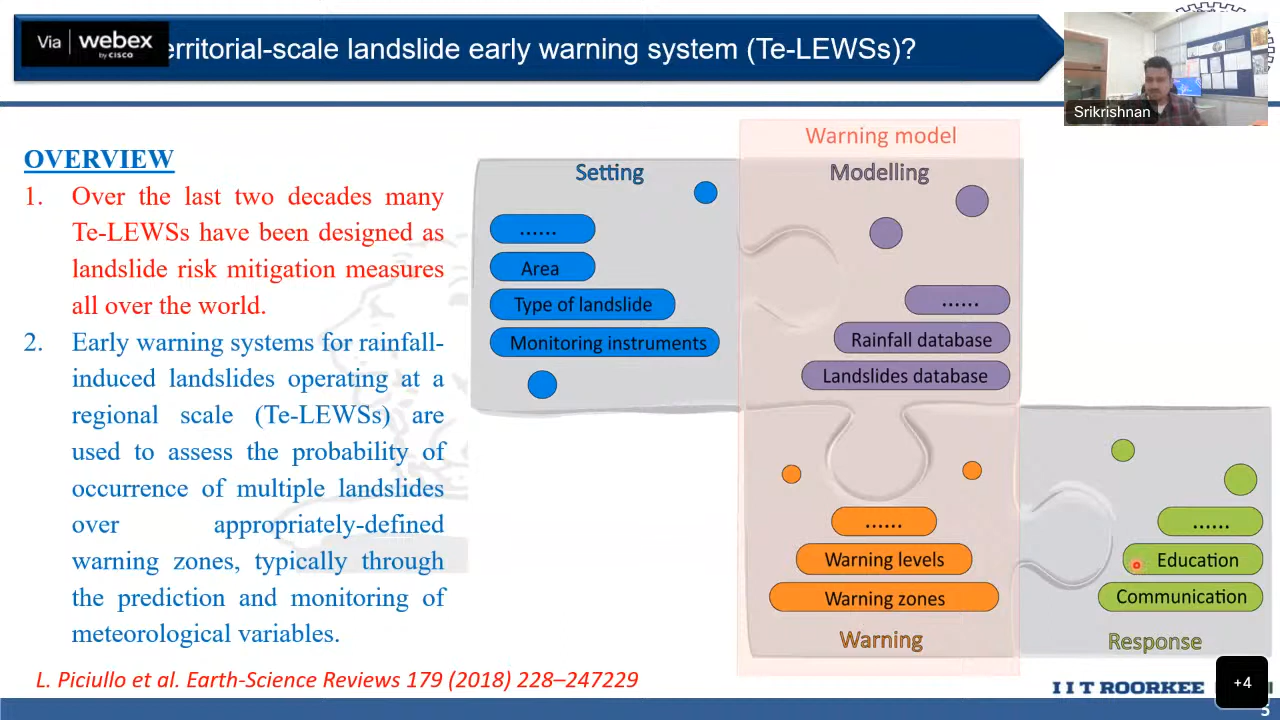 Via webex
by CISCO
erritorial-scale landslide early warning system (Te-LEWSs)?
Srikrishnan
OVERVIEW
1. Over the last two decades many
Te-LEWSs have been designed as
landslide risk mitigation measures
all over the world.
2. Early warning systems for rainfall-
induced landslides operating at a
regional scale (Te-LEWSs) are
used to assess the probability of
occurrence of multiple landslides
over appropriately-defined
warning zones, typically through
the prediction and monitoring of
meteorological variables.
Setting
......
Area
Type of landslide
Monitoring instruments
Warning model
Modelling
......
Rainfall database
Landslides database
......
Warning levels
Warning zones
Warning
......
Education
Communication
Response
L. Piciullo et al. Earth-Science Reviews 179 (2018) 228–247229
I I T ROORKEE
+4
5